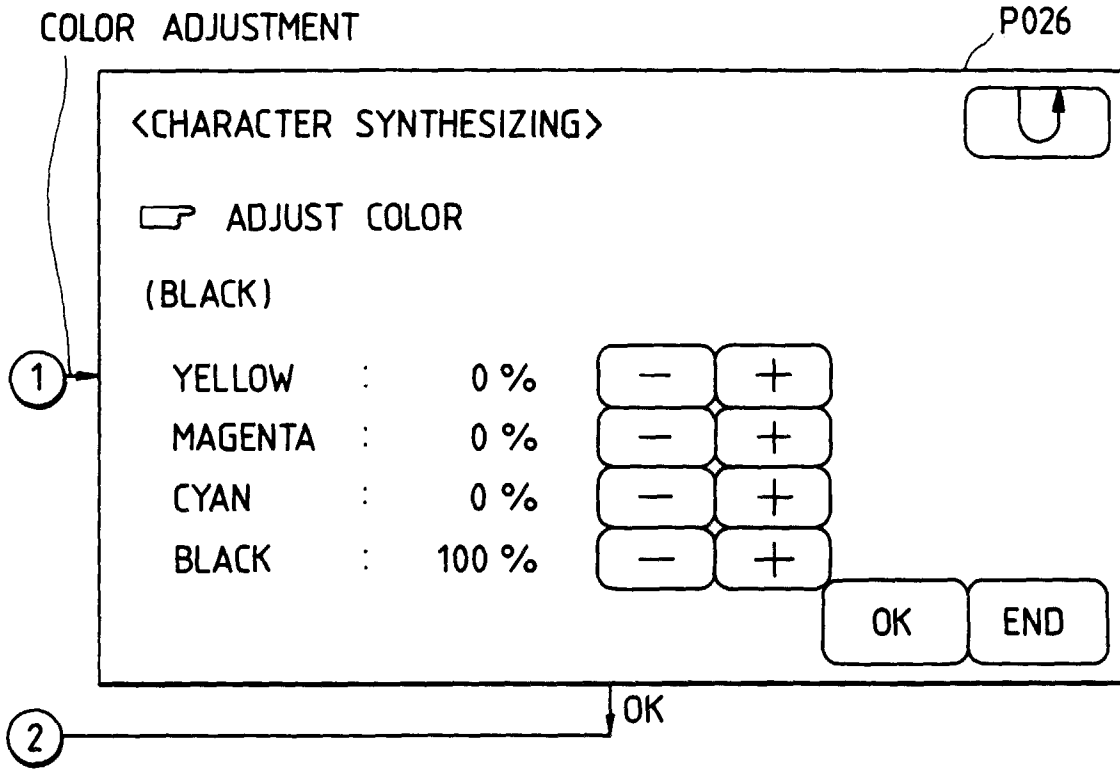 COLOR ADJUSTMENT
P026
<CHARACTER SYNTHESIZING>
ADJUST COLOR
(BLACK)
1
YELLOW : 0 % − +
MAGENTA : 0 % − +
CYAN : 0 % − +
BLACK : 100 % − +
OK END
OK
2